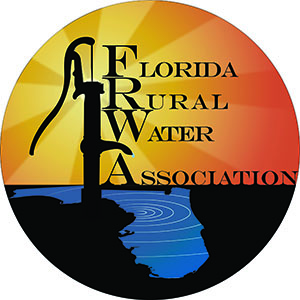 FLORIDA
RURAL
WATER
ASSOCIATION